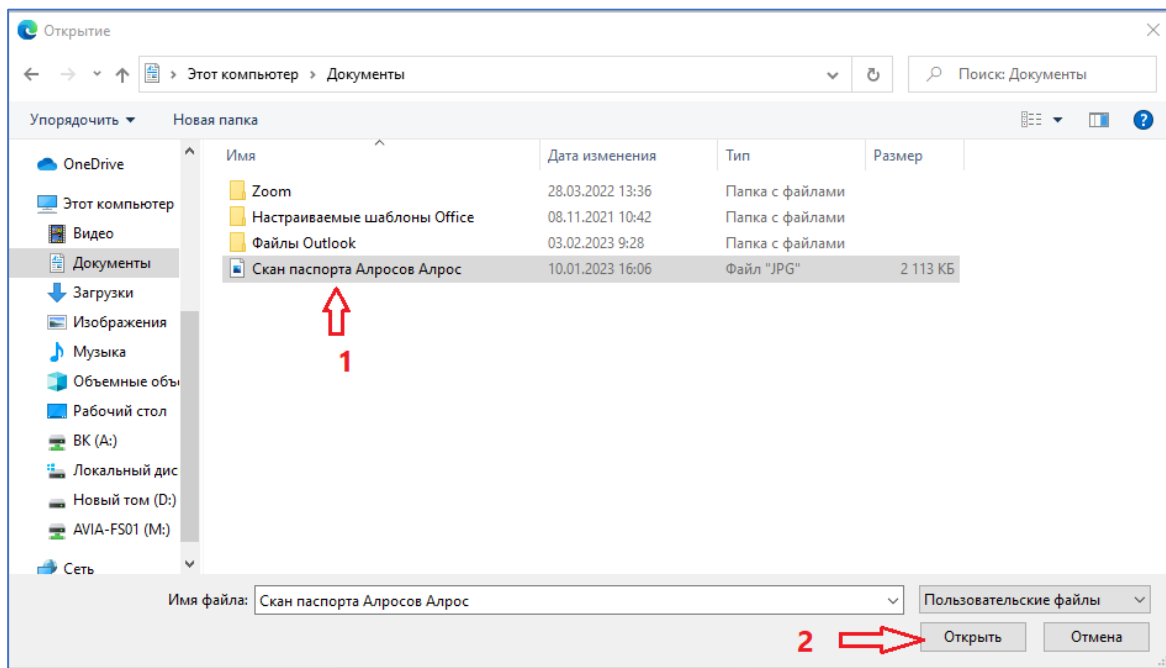 Открытие
Этот компьютер › Документы
Поиск: Документы
Упорядочить
Новая папка
Имя
Дата изменения
Тип
Размер
OneDrive
Этот компьютер
Видео
Документы
Загрузки
Изображения
Музыка
Объемные объ
Рабочий стол
ВК (A:)
Локальный дис
Новый том (D:)
AVIA-FS01 (M:)
Сеть
Zoom 28.03.2022 13:36 Папка с файлами
Настраиваемые шаблоны Office 08.11.2021 10:42 Папка с файлами
Файлы Outlook 03.02.2023 9:28 Папка с файлами
Скан паспорта Алросов Алрос 10.01.2023 16:06 Файл "JPG" 2 113 КБ
1
Имя файла: Скан паспорта Алросов Алрос
Пользовательские файлы
2
Открыть
Отмена